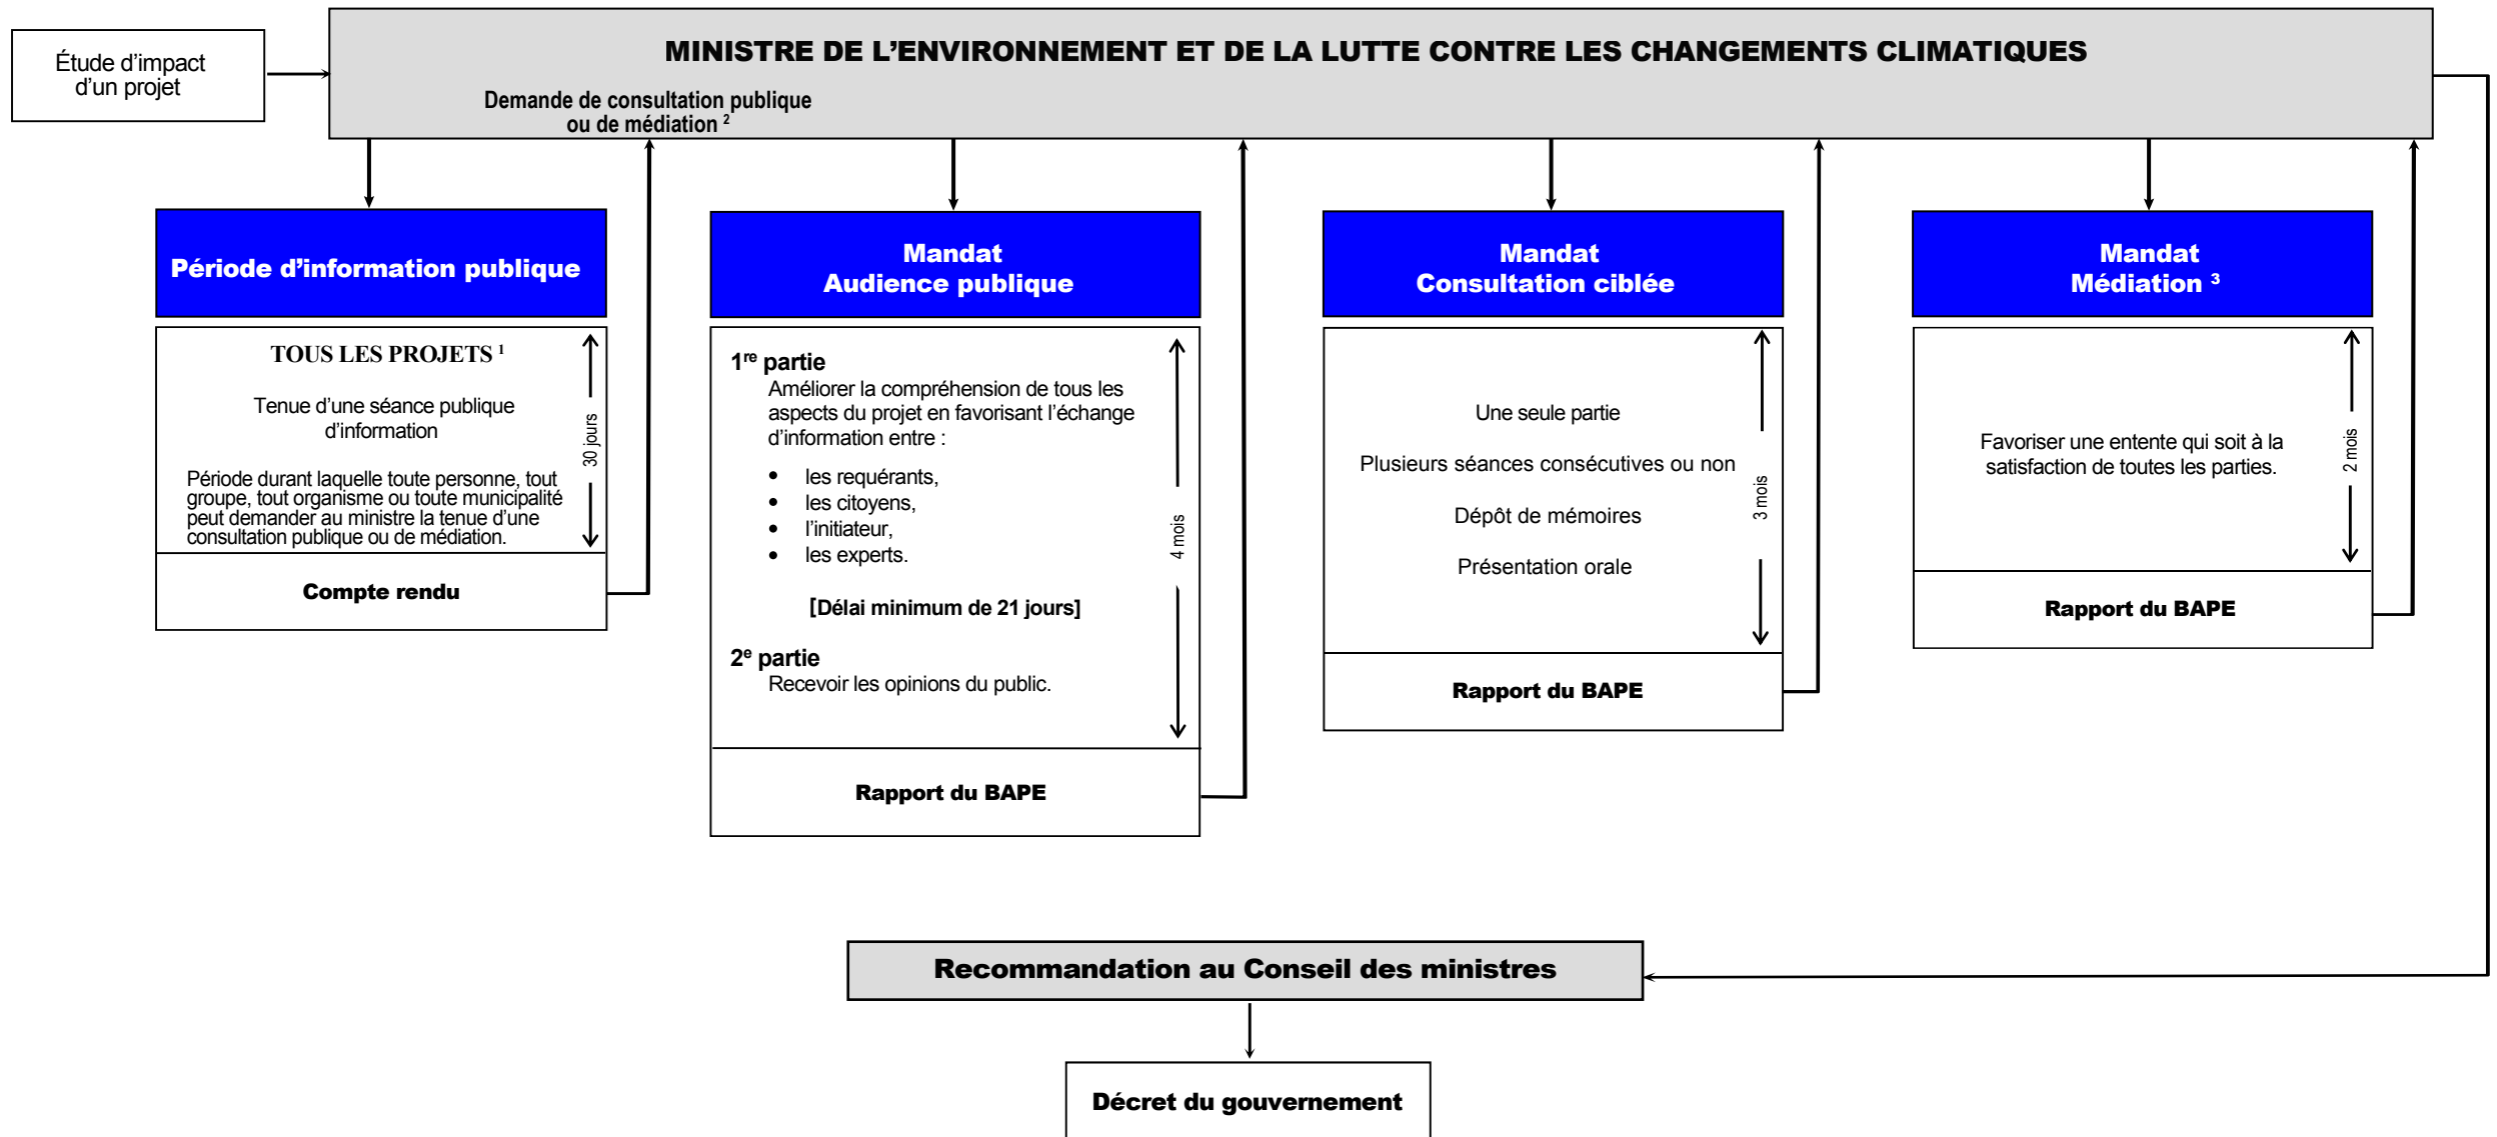 Étude d’impact
d’un projet
MINISTRE DE L’ENVIRONNEMENT ET DE LA LUTTE CONTRE LES CHANGEMENTS CLIMATIQUES
Demande de consultation publique
ou de médiation ²
Période d’information publique
TOUS LES PROJETS ¹
Tenue d’une séance publique
d’information
Période durant laquelle toute personne, tout
groupe, tout organisme ou toute municipalité
peut demander au ministre la tenue d’une
consultation publique ou de médiation.
30 jours
Compte rendu
Mandat
Audience publique
1re partie
Améliorer la compréhension de tous les
aspects du projet en favorisant l’échange
d’information entre :
• les requérants,
• les citoyens,
• l’initiateur,
• les experts.
[Délai minimum de 21 jours]
2e partie
Recevoir les opinions du public.
4 mois
Rapport du BAPE
Mandat
Consultation ciblée
Une seule partie
Plusieurs séances consécutives ou non
Dépôt de mémoires
Présentation orale
3 mois
Rapport du BAPE
Mandat
Médiation ³
Favoriser une entente qui soit à la
satisfaction de toutes les parties.
2 mois
Rapport du BAPE
Recommandation au Conseil des ministres
Décret du gouvernement